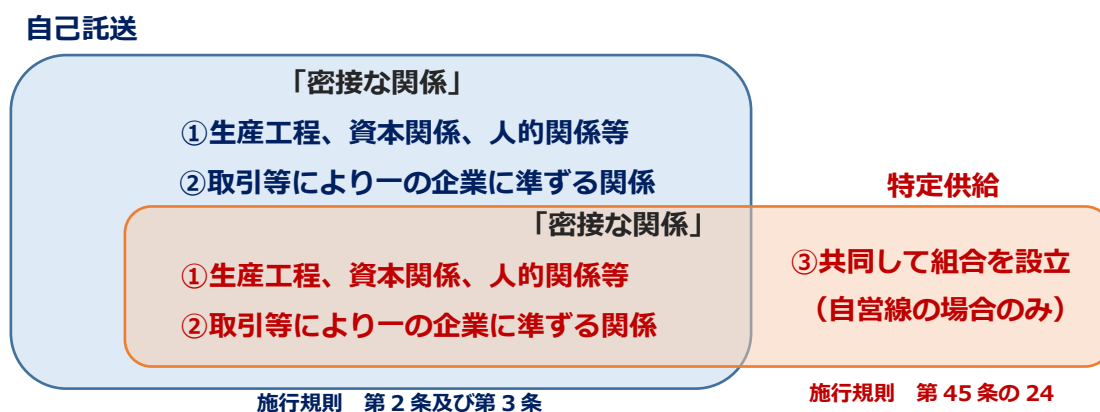 自己託送
「密接な関係」
①生産工程、資本関係、人的関係等
②取引等により一の企業に準ずる関係
特定供給
「密接な関係」
①生産工程、資本関係、人的関係等
②取引等により一の企業に準ずる関係
③共同して組合を設立
（自営線の場合のみ）
施行規則　第２条及び第３条
施行規則　第 45 条の 24